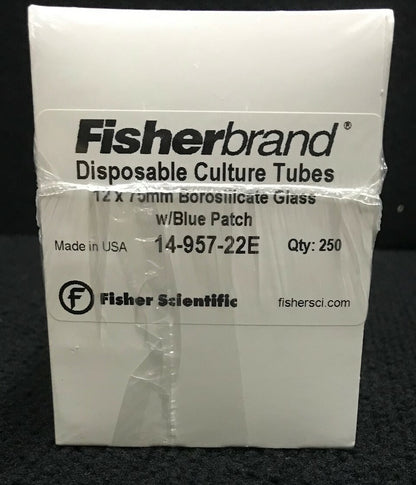 Fisherbrand®
Disposable Culture Tubes
12 x 75mm Borosilicate Glass
w/Blue Patch
Made in USA 14-957-22E Qty: 250
F Fisher Scientific fishersci.com